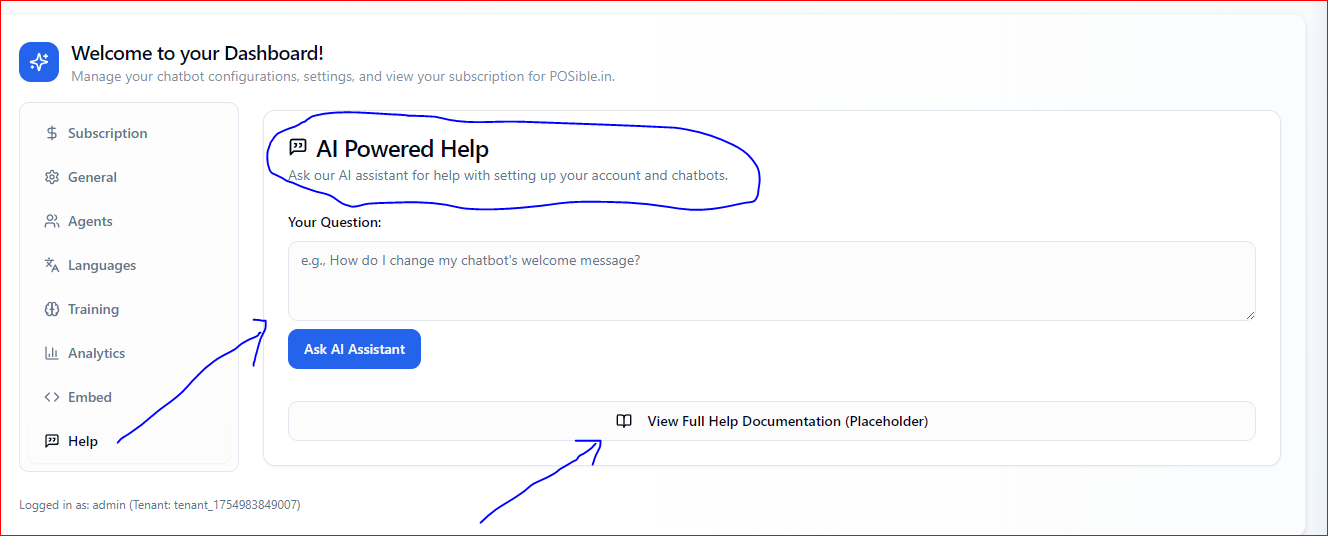 Welcome to your Dashboard!
Manage your chatbot configurations, settings, and view your subscription for POSible.in.
Subscription
General
Agents
Languages
Training
Analytics
Embed
Help
AI Powered Help
Ask our AI assistant for help with setting up your account and chatbots.
Your Question:
e.g., How do I change my chatbot's welcome message?
Ask AI Assistant
View Full Help Documentation (Placeholder)
Logged in as: admin (Tenant: tenant_1754983849007)